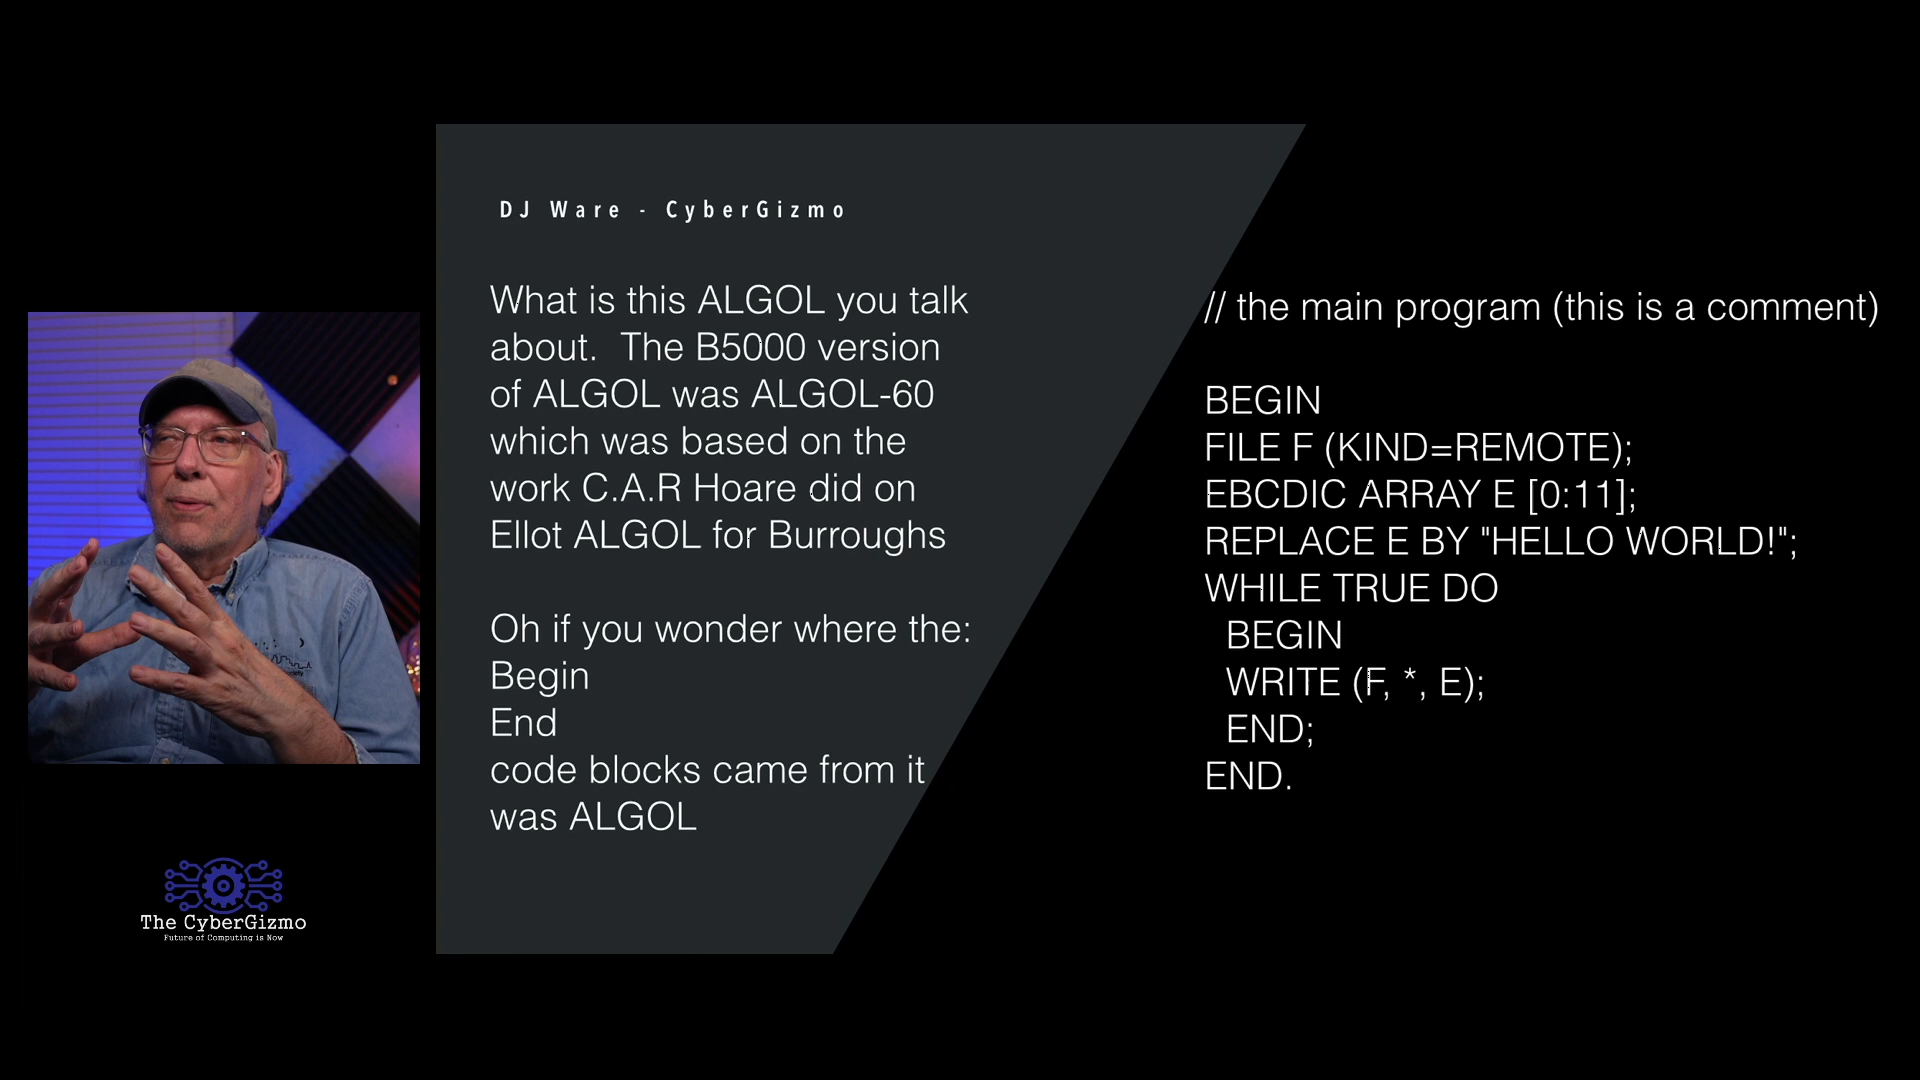 DJ Ware - CyberGizmo
What is this ALGOL you talk
about.  The B5000 version
of ALGOL was ALGOL-60
which was based on the
work C.A.R Hoare did on
Ellot ALGOL for Burroughs
Oh if you wonder where the:
Begin
End
code blocks came from it
was ALGOL
// the main program (this is a comment)
BEGIN
FILE F (KIND=REMOTE);
EBCDIC ARRAY E [0:11];
REPLACE E BY "HELLO WORLD!";
WHILE TRUE DO
BEGIN
WRITE (F, *, E);
END;
END.
The CyberGizmo
Future of Computing is Now